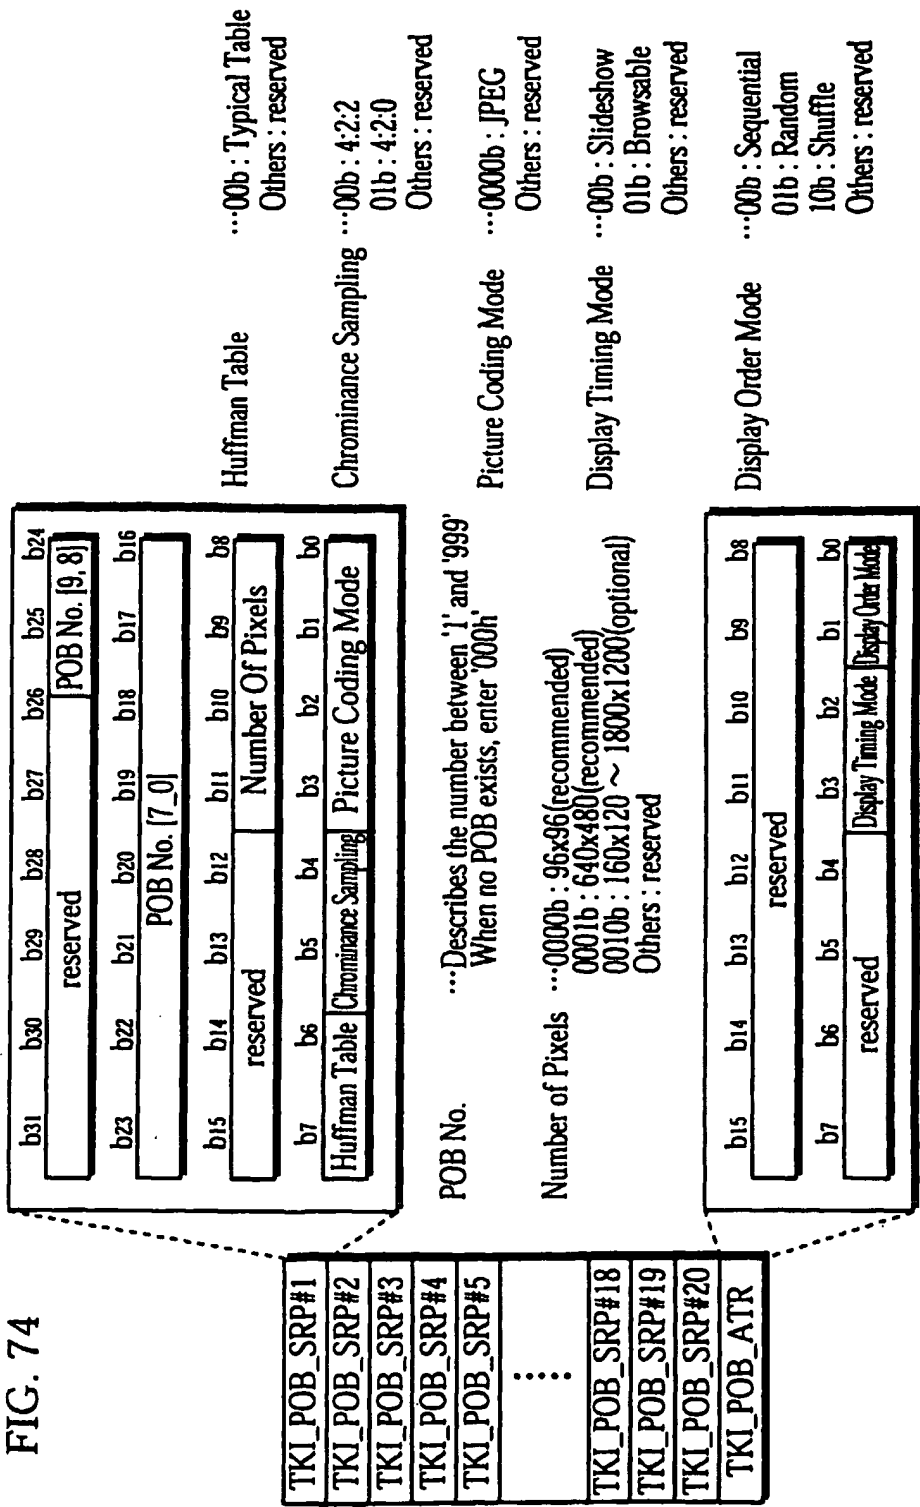 FIG. 74
TKI_POB_SRP#1
TKI_POB_SRP#2
TKI_POB_SRP#3
TKI_POB_SRP#4
TKI_POB_SRP#5
.....
TKI_POB_SRP#18
TKI_POB_SRP#19
TKI_POB_SRP#20
TKI_POB_ATR
b31 b30 b29 b28 b27 b26 b25 b24
reserved POB No. [9, 8]
b23 b22 b21 b20 b19 b18 b17 b16
POB No. [7_0]
b15 b14 b13 b12 b11 b10 b9 b8
reserved Number Of Pixels
b7 b6 b5 b4 b3 b2 b1 b0
Huffman Table Chrominance Sampling Picture Coding Mode
POB No. ...Describes the number between '1' and '999'
When no POB exists, enter '000h'
Number of Pixels ...0000b : 96x96(recommended)
0001b : 640x480(recommended)
0010b : 160x120 ~ 1800x1200(optional)
Others : reserved
b15 b14 b13 b12 b11 b10 b9 b8
reserved
b7 b6 b5 b4 b3 b2 b1 b0
reserved Display Timing Mode Display Order Mode
Huffman Table ...00b : Typical Table
Others : reserved
Chrominance Sampling ...00b : 4:2:2
01b : 4:2:0
Others : reserved
Picture Coding Mode ...0000b : JPEG
Others : reserved
Display Timing Mode ...00b : Slideshow
01b : Browsable
Others : reserved
Display Order Mode ...00b : Sequential
01b : Random
10b : Shuffle
Others : reserved